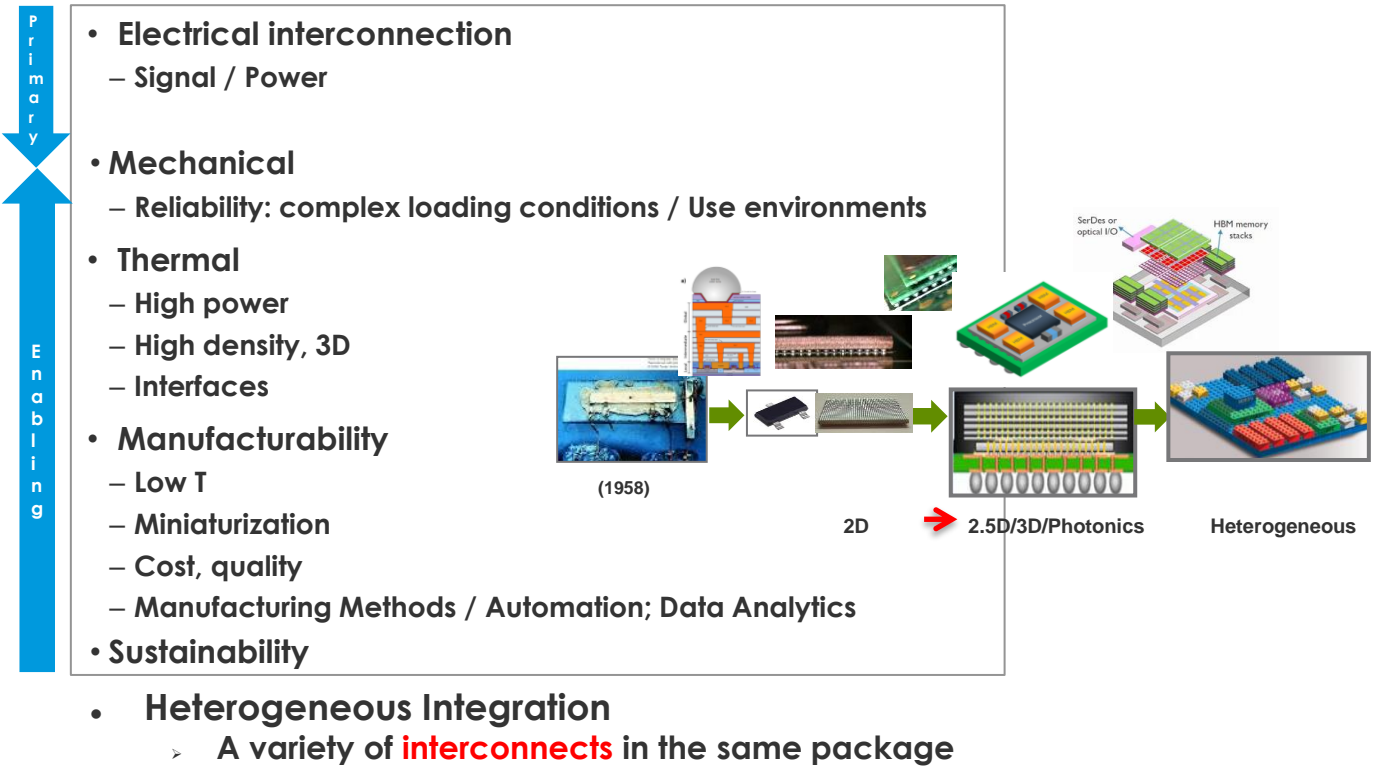 Primary
• Electrical interconnection
– Signal / Power
• Mechanical
– Reliability: complex loading conditions / Use environments
• Thermal
– High power
– High density, 3D
– Interfaces
• Manufacturability
– Low T
– Miniaturization
– Cost, quality
– Manufacturing Methods / Automation; Data Analytics
• Sustainability
Enabling
SerDes or
optical I/O
HBM memory
stacks
a)
(1958)
2D
2.5D/3D/Photonics
Heterogeneous
• Heterogeneous Integration
➢ A variety of interconnects in the same package